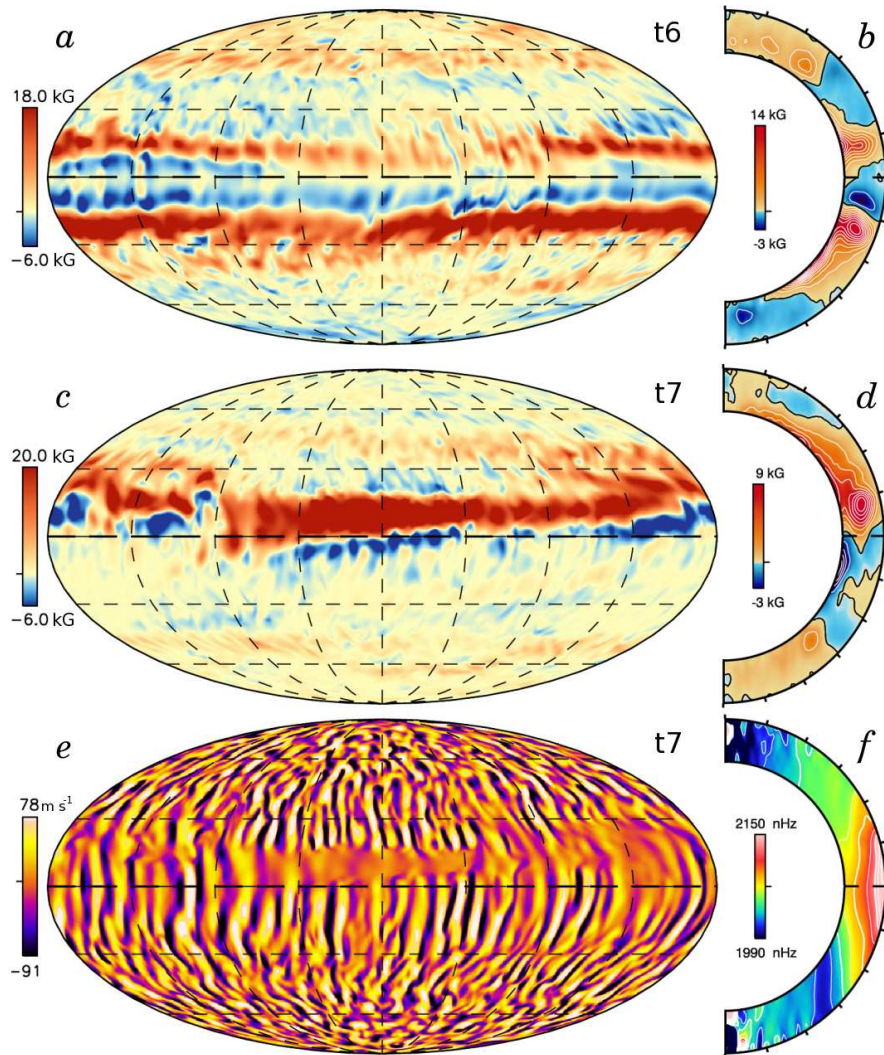 a
t6
b
18.0 kG
−6.0 kG
14 kG
−3 kG
c
t7
d
20.0 kG
−6.0 kG
9 kG
−3 kG
e
t7
f
78 m s⁻¹
−91
2150 nHz
1990 nHz